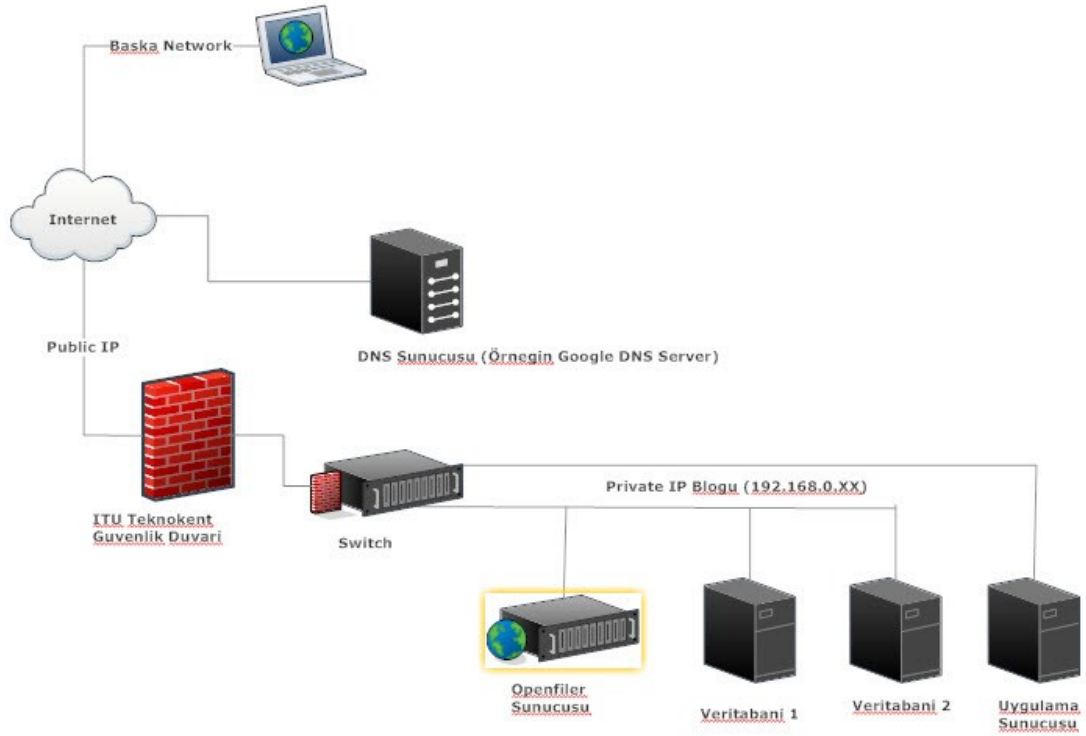 Baska Network
Internet
Public IP
DNS Sunucusu (Örnegin Google DNS Server)
ITU Teknokent
Guvenlik Duvari
Switch
Private IP Blogu (192.168.0.XX)
Openfiler
Sunucusu
Veritabani 1
Veritabani 2
Uygulama
Sunucusu